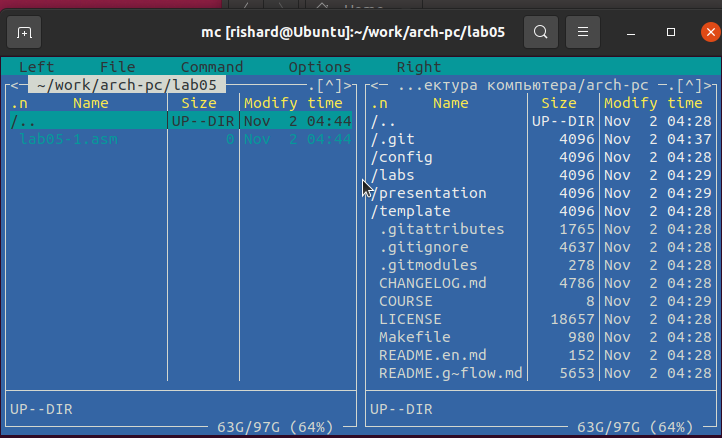 mc [rishard@Ubuntu]:~/work/arch-pc/lab05
Left File Command Options Right
<─ ~/work/arch-pc/lab05 ─.[^]>
.n Name Size Modify time
/.. UP--DIR Nov 2 04:44
lab05-1.asm 0 Nov 2 04:44
UP--DIR
63G/97G (64%)
<─ ...ектура компьютера/arch-pc ─.[^]>
.n Name Size Modify time
/.. UP--DIR Nov 2 04:28
/.git 4096 Nov 2 04:37
/config 4096 Nov 2 04:28
/labs 4096 Nov 2 04:29
/presentation 4096 Nov 2 04:29
/template 4096 Nov 2 04:28
.gitattributes 1765 Nov 2 04:28
.gitignore 4637 Nov 2 04:28
.gitmodules 278 Nov 2 04:28
CHANGELOG.md 4786 Nov 2 04:28
COURSE 8 Nov 2 04:29
LICENSE 18657 Nov 2 04:28
Makefile 980 Nov 2 04:28
README.en.md 152 Nov 2 04:28
README.g~flow.md 5653 Nov 2 04:28
UP--DIR
63G/97G (64%)